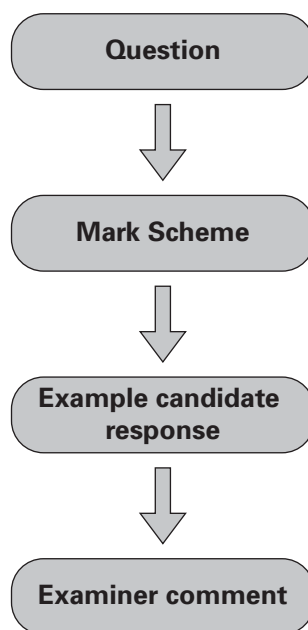 Question
Mark Scheme
Example candidate
response
Examiner comment